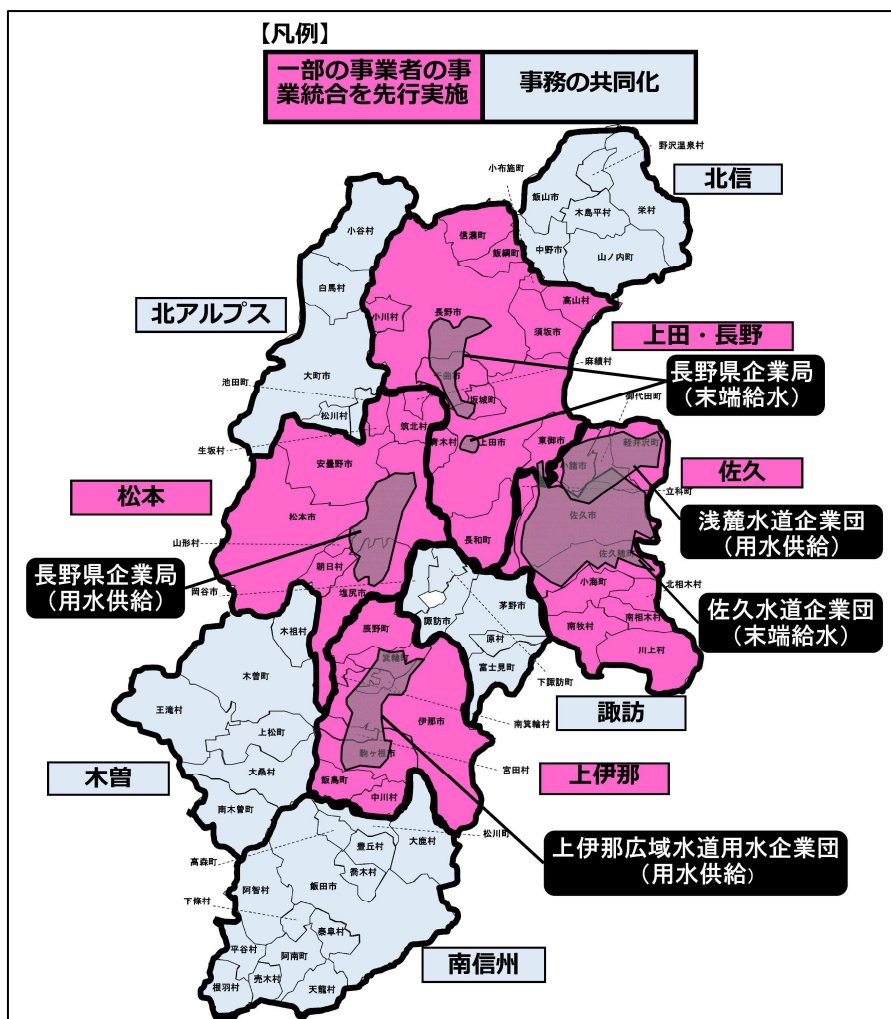 【凡例】
一部の事業者の事
業統合を先行実施
事務の共同化
野沢温泉村
小布施町
北信
飯山市
木島平村
栄村
中野市
山ノ内町
小谷村
信濃町
飯綱町
白馬村
北アルプス
高山村
長野市
小川村
須坂市
上田・長野
麻績村
長野県企業局
(末端給水)
千曲市
大町市
池田町
坂城町
御代田町
松川村
筑北村
青木村
上田市
東御市
軽井沢町
小諸市
生坂村
安曇野市
佐久
松本
立科町
松本市
佐久市
浅麓水道企業団
(用水供給)
山形村
長和町
佐久穂町
朝日村
長野県企業局
(用水供給)
小海町
北相木村
岡谷市
塩尻市
茅野市
佐久水道企業団
(末端給水)
諏訪市
辰野町
南牧村
南相木村
木祖村
原村
川上村
箕輪町
富士見町
木曽町
下諏訪町
王滝村
諏訪
伊那市
南箕輪村
上松町
駒ヶ根市
木曽
大桑村
宮田村
上伊那
飯島町
中川村
南木曽町
松川町
大鹿村
豊丘村
上伊那広域水道用水企業団
(用水供給)
高森町
喬木村
阿智村
飯田市
下條村
泰阜村
平谷村
阿南町
南信州
売木村
根羽村
天龍村